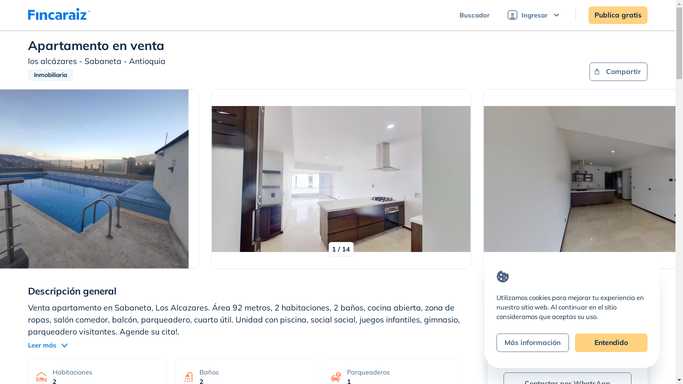 Fincaraíz
Buscador
Ingresar
Publica gratis
Apartamento en venta
los alcázares - Sabaneta - Antioquia
Inmobiliaria
Compartir
1 / 14
Descripción general
Venta apartamento en Sabaneta, Los Alcazares. Área 92 metros, 2 habitaciones, 2 baños, cocina abierta, zona de
ropas, salón comedor, balcón, parqueadero, cuarto útil. Unidad con piscina, social social, juegos infantiles, gimnasio,
parqueadero visitantes. Agende su cita!.
Leer más
Habitaciones
2
Baños
2
Parqueaderos
1
Utilizamos cookies para mejorar tu experiencia en
nuestro sitio web. Al continuar en el sitio
consideramos que aceptas su uso.
Más información
Entendido
Contactar por WhatsApp